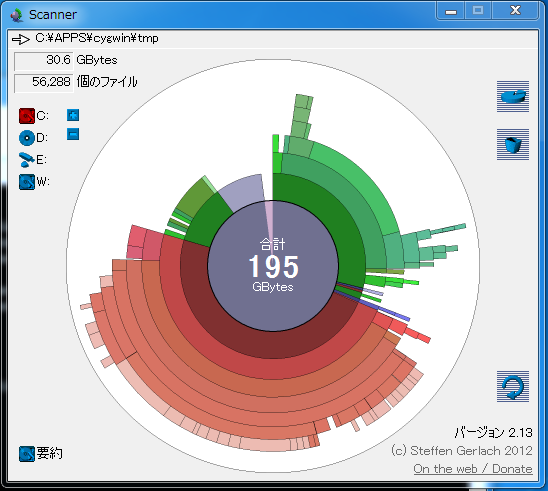 Scanner
C:¥APPS¥cygwin¥tmp
30.6 GBytes
56,288 個のファイル
C:
D:
E:
W:
合計
195
GBytes
バージョン 2.13
(c) Steffen Gerlach 2012
要約
On the web / Donate